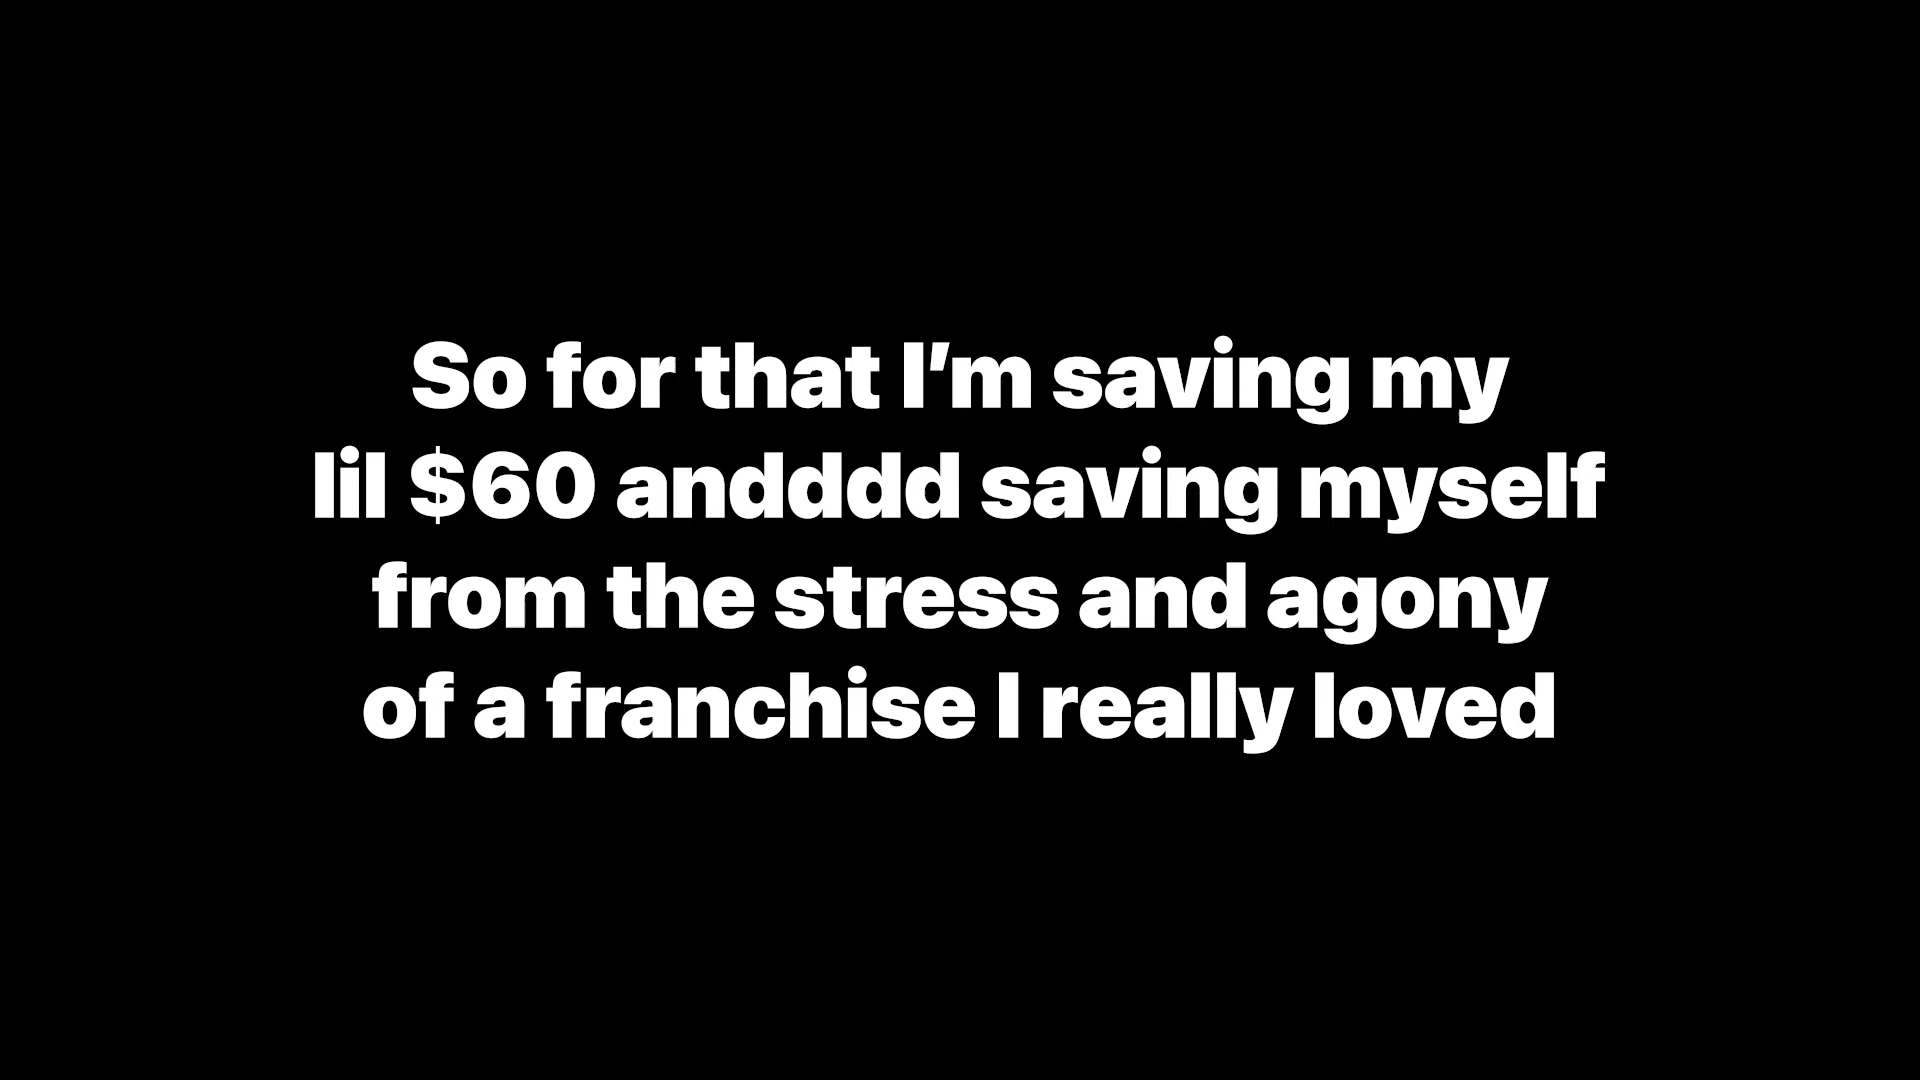 So for that I’m saving my
lil $60 andddd saving myself
from the stress and agony
of a franchise I really loved